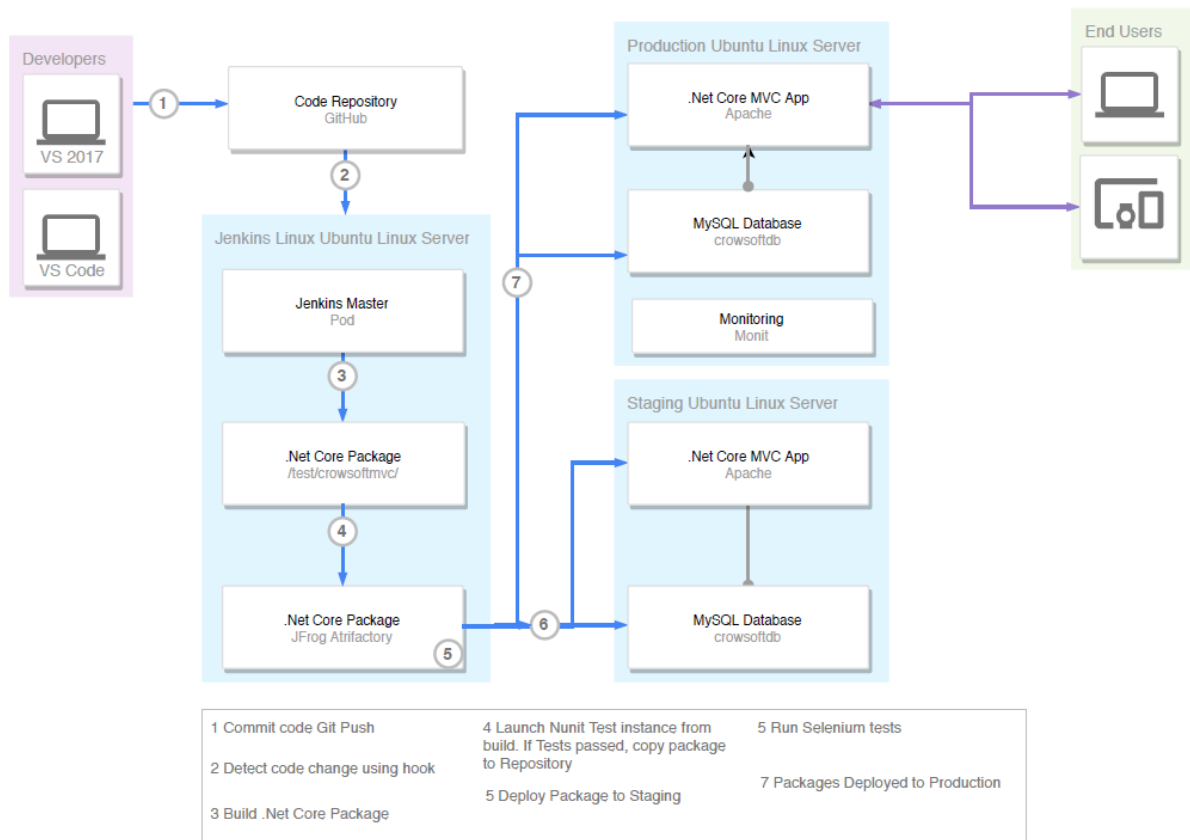 Developers
VS 2017
VS Code
1
Code Repository
GitHub
2
Jenkins Linux Ubuntu Linux Server
Jenkins Master
Pod
3
.Net Core Package
/test/crowsoftmvc/
4
.Net Core Package
JFrog Atrifactory
5
6
7
Production Ubuntu Linux Server
.Net Core MVC App
Apache
MySQL Database
crowsoftdb
Monitoring
Monit
Staging Ubuntu Linux Server
.Net Core MVC App
Apache
MySQL Database
crowsoftdb
End Users
1 Commit code Git Push
2 Detect code change using hook
3 Build .Net Core Package
4 Launch Nunit Test instance from
build. If Tests passed, copy package
to Repository
5 Deploy Package to Staging
5 Run Selenium tests
7 Packages Deployed to Production